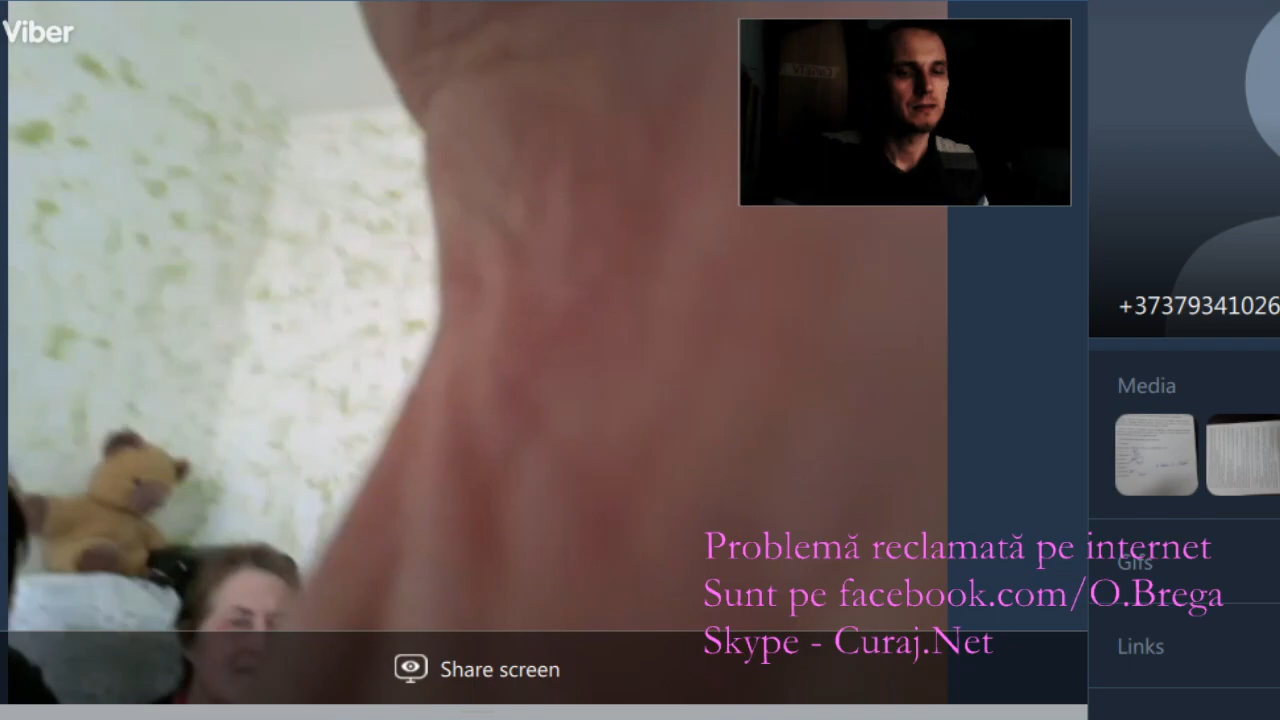 Viber
+37379341026
Media
Problemă reclamată pe internet
Gifs
Sunt pe facebook.com/O.Brega
Skype - Curaj.Net
Links
Share screen